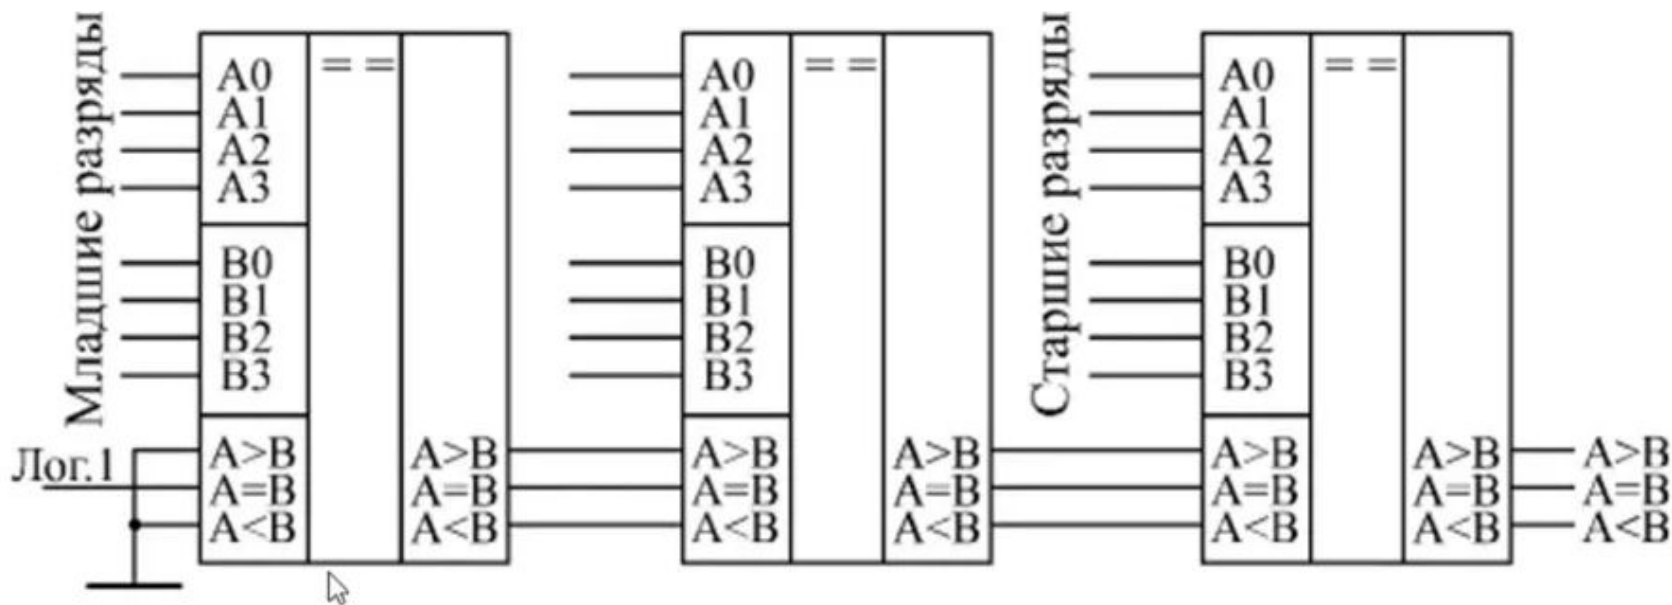 Младшие разряды
Лог.1
A0
A1
A2
A3
B0
B1
B2
B3
A>B
A=B
A<B
==
A>B
A=B
A<B
A0
A1
A2
A3
B0
B1
B2
B3
A>B
A=B
A<B
==
A>B
A=B
A<B
Старшие разряды
A0
A1
A2
A3
B0
B1
B2
B3
A>B
A=B
A<B
==
A>B
A=B
A<B
A>B
A=B
A<B